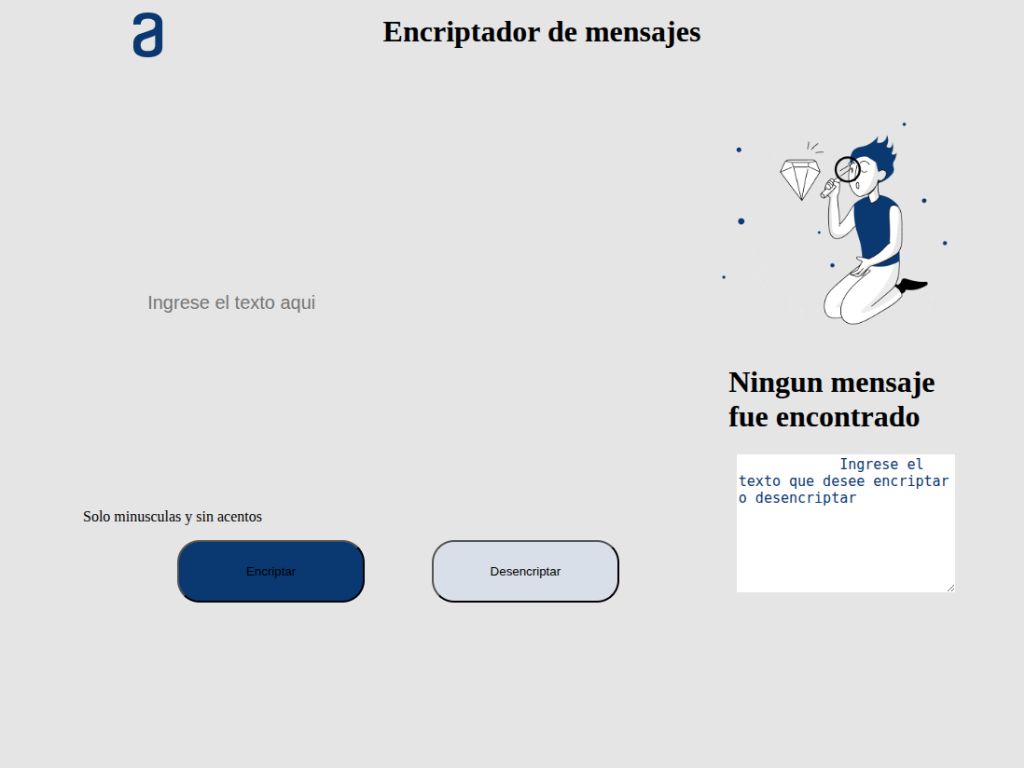 a
Encriptador de mensajes
Ingrese el texto aqui
Solo minusculas y sin acentos
Encriptar
Desencriptar
Ningun mensaje
fue encontrado
Ingrese el
texto que desee encriptar
o desencriptar